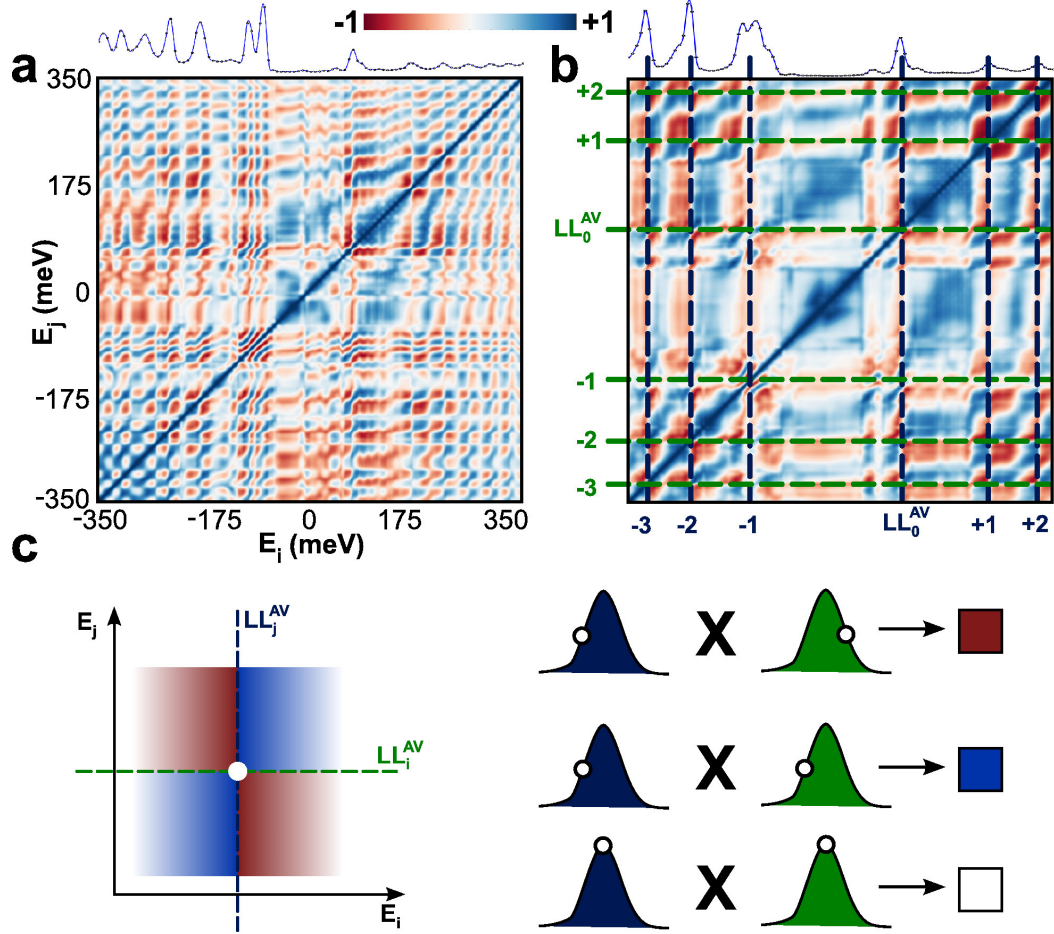 -1
+1
a
b
350
175
0
-175
-350
E_j (meV)
-350
-175
0
175
350
E_i (meV)
+2
+1
LL_0^AV
-1
-2
-3
-3
-2
-1
LL_0^AV
+1
+2
c
E_j
LL_j^AV
LL_i^AV
E_i
X
X
X